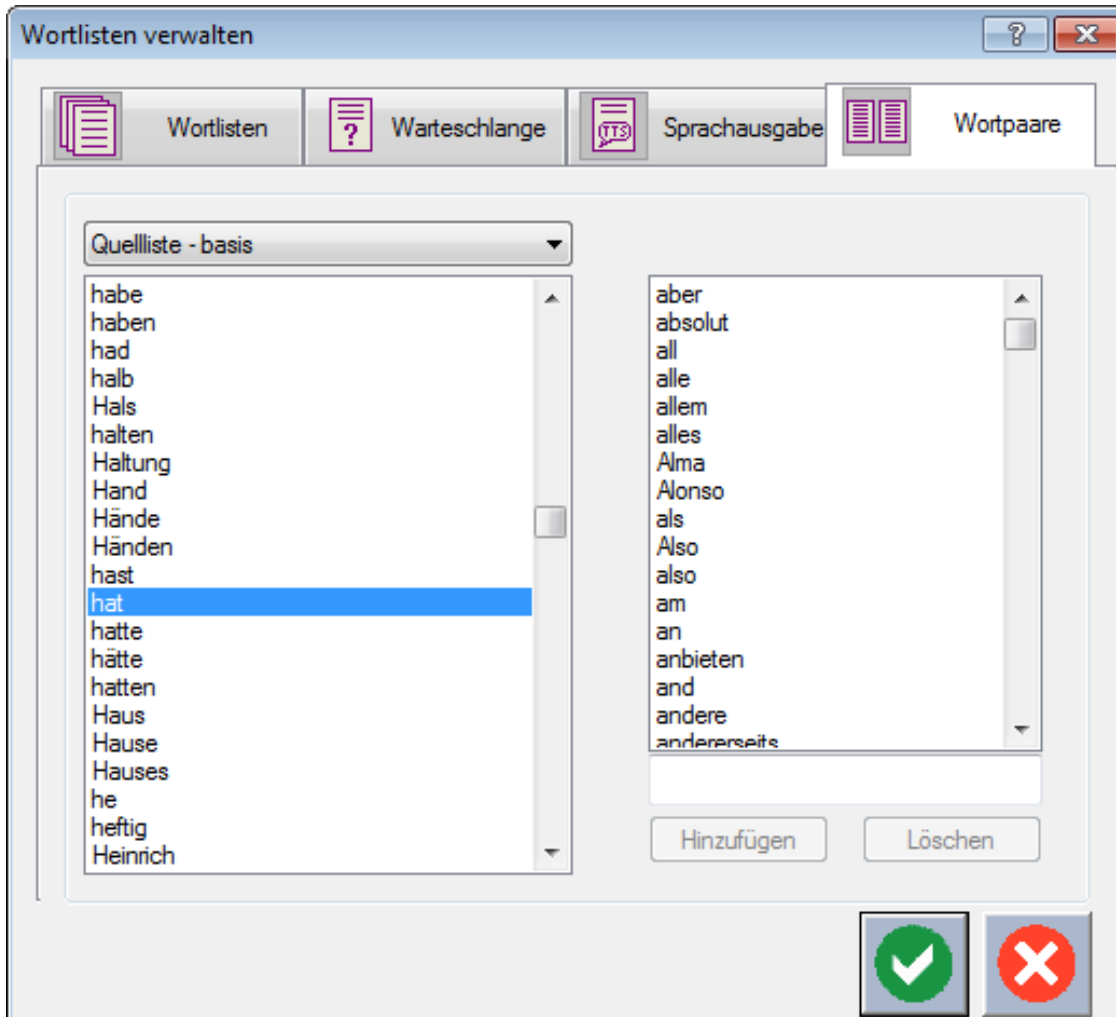 Wortlisten verwalten
Wortlisten
Warteschlange
Sprachausgabe
Wortpaare
Quellliste - basis
habe
haben
had
halb
Hals
halten
Haltung
Hand
Hände
Händen
hast
hat
hatte
hätte
hatten
Haus
Hause
Hauses
he
heftig
Heinrich
aber
absolut
all
alle
allem
alles
Alma
Alonso
als
Also
also
am
an
anbieten
and
andere
andererseits
Hinzufügen
Löschen